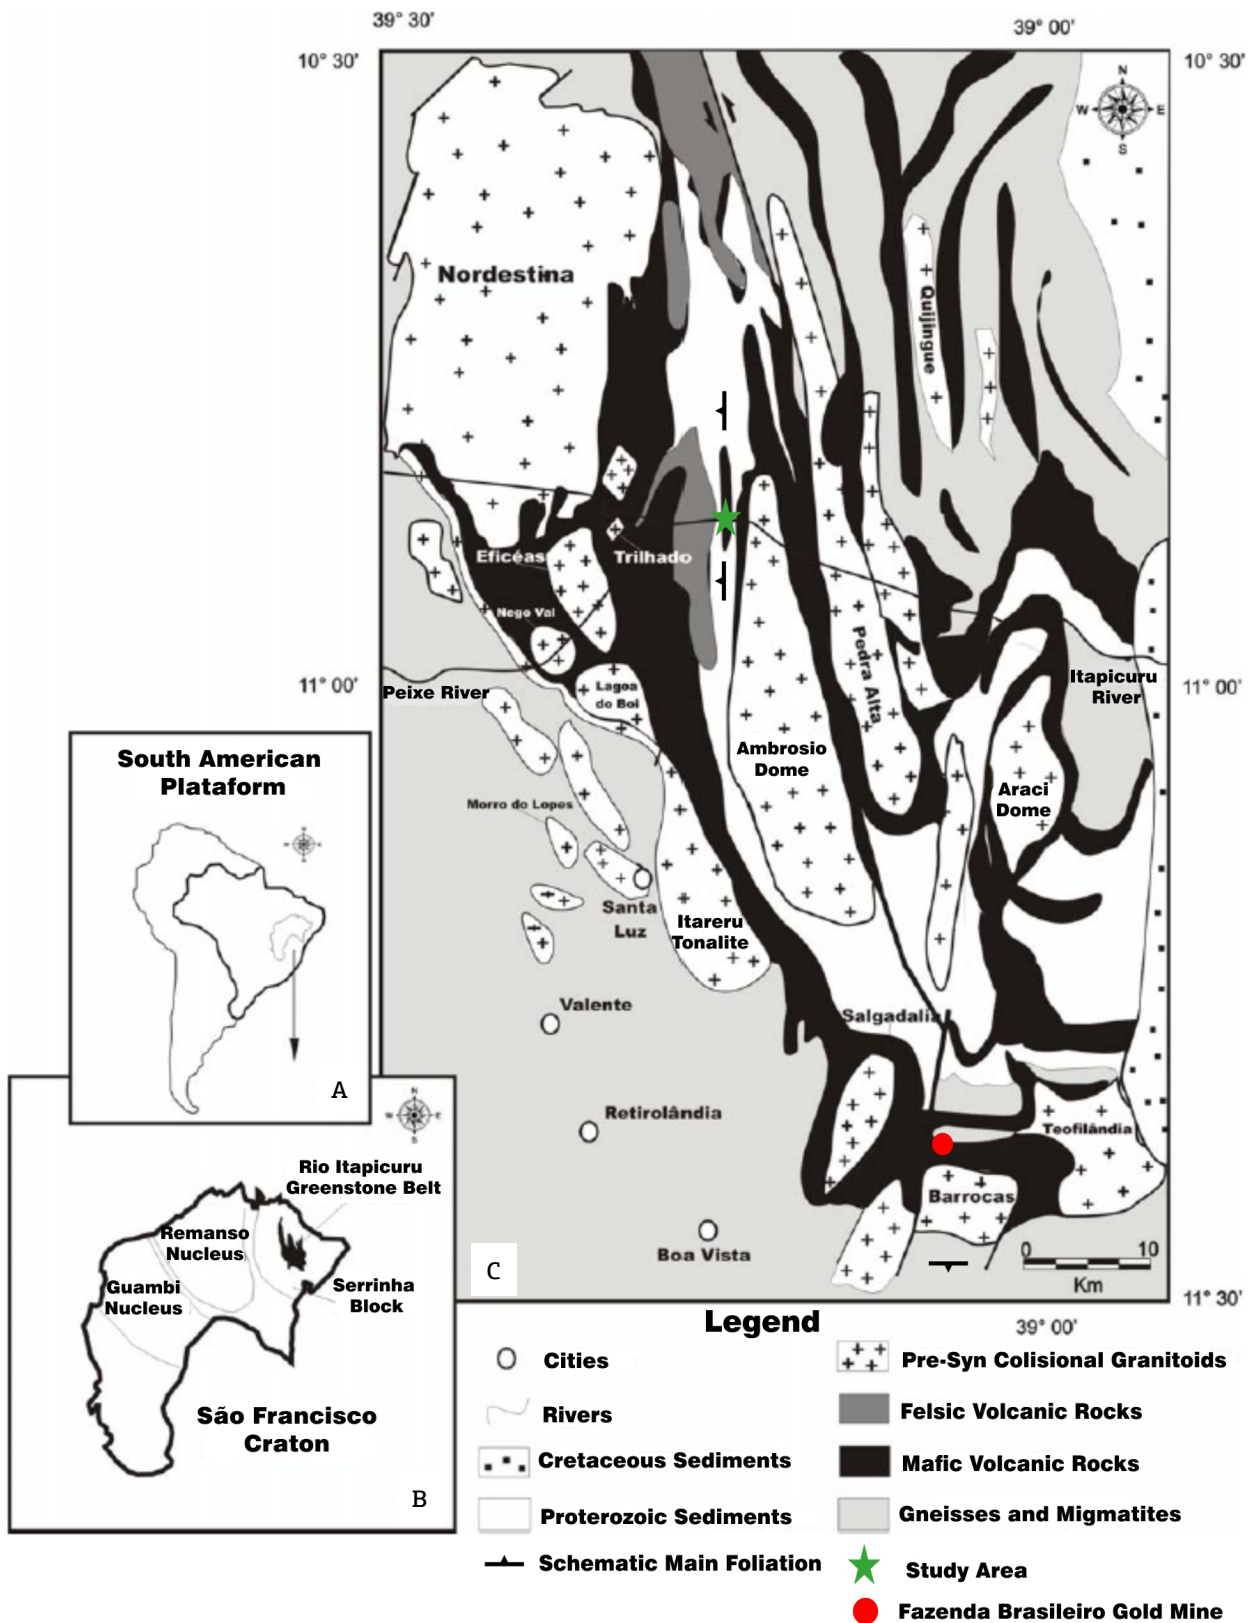 39° 30'
39° 00'
10° 30'
10° 30'
N
W
E
S
Nordestina
Quijingue
Eficéas
Trilhado
Nego Val
Pedra Alta
Itapicuru
River
11° 00'
11° 00'
Peixe River
Lagoa
do Boi
Ambrosio
Dome
Araci
Dome
South American
Plataform
Morro do Lopes
Santa
Luz
Itareru
Tonalite
Valente
Salgadalia
A
Retirolândia
Teofilândia
N
W
E
S
Rio Itapicuru
Greenstone Belt
Remanso
Nucleus
Guambi
Nucleus
Serrinha
Block
Barrocas
Boa Vista
C
0
10
Km
11° 30'
39° 00'
São Francisco
Craton
B
Legend
Cities
Pre-Syn Colisional Granitoids
Rivers
Felsic Volcanic Rocks
Cretaceous Sediments
Mafic Volcanic Rocks
Proterozoic Sediments
Gneisses and Migmatites
Schematic Main Foliation
Study Area
Fazenda Brasileiro Gold Mine